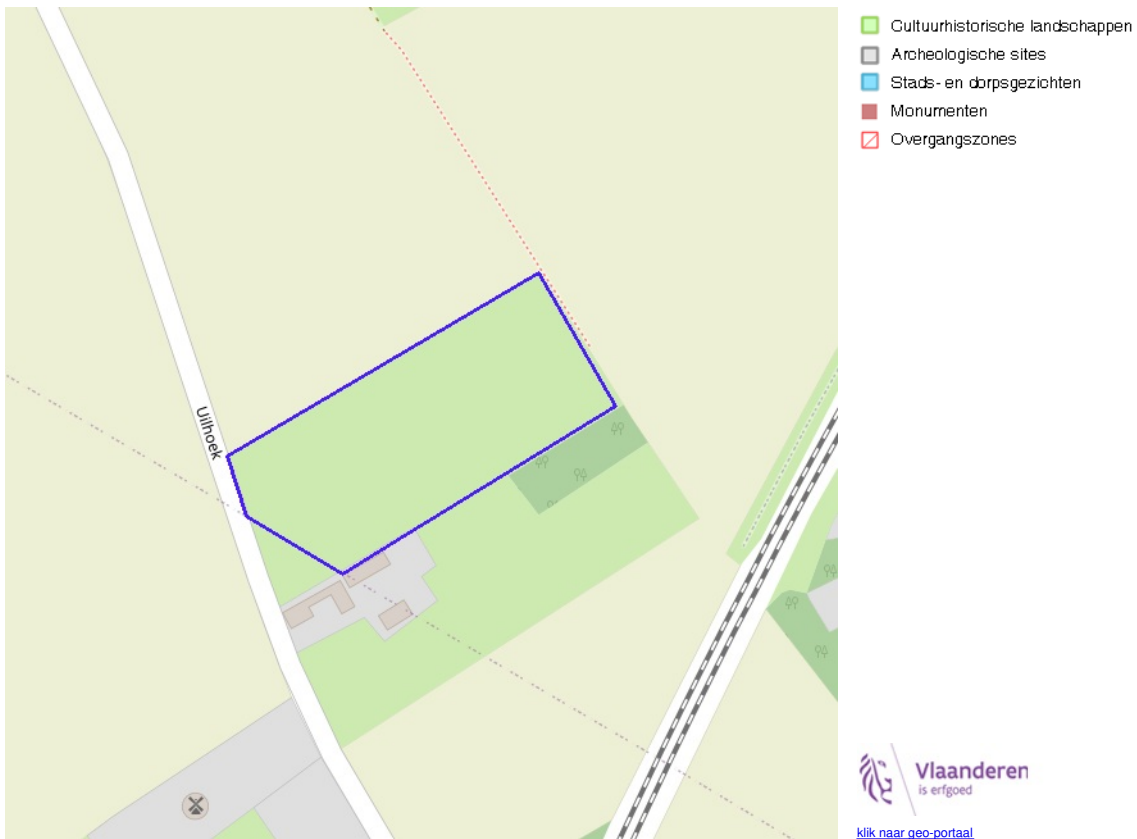 Cultuurhistorische landschappen
Archeologische sites
Stads- en dorpsgezichten
Monumenten
Overgangszones
Uilhoek
Vlaanderen
is erfgoed
klik naar geo-portaal